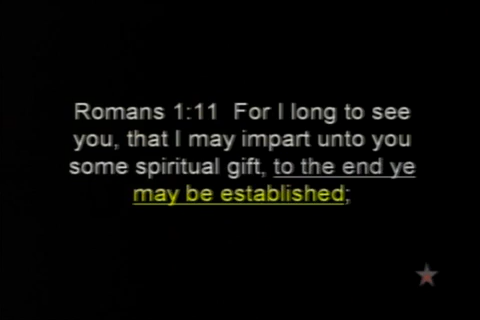 Romans 1:11  For I long to see
you, that I may impart unto you
some spiritual gift, to the end ye
may be established;